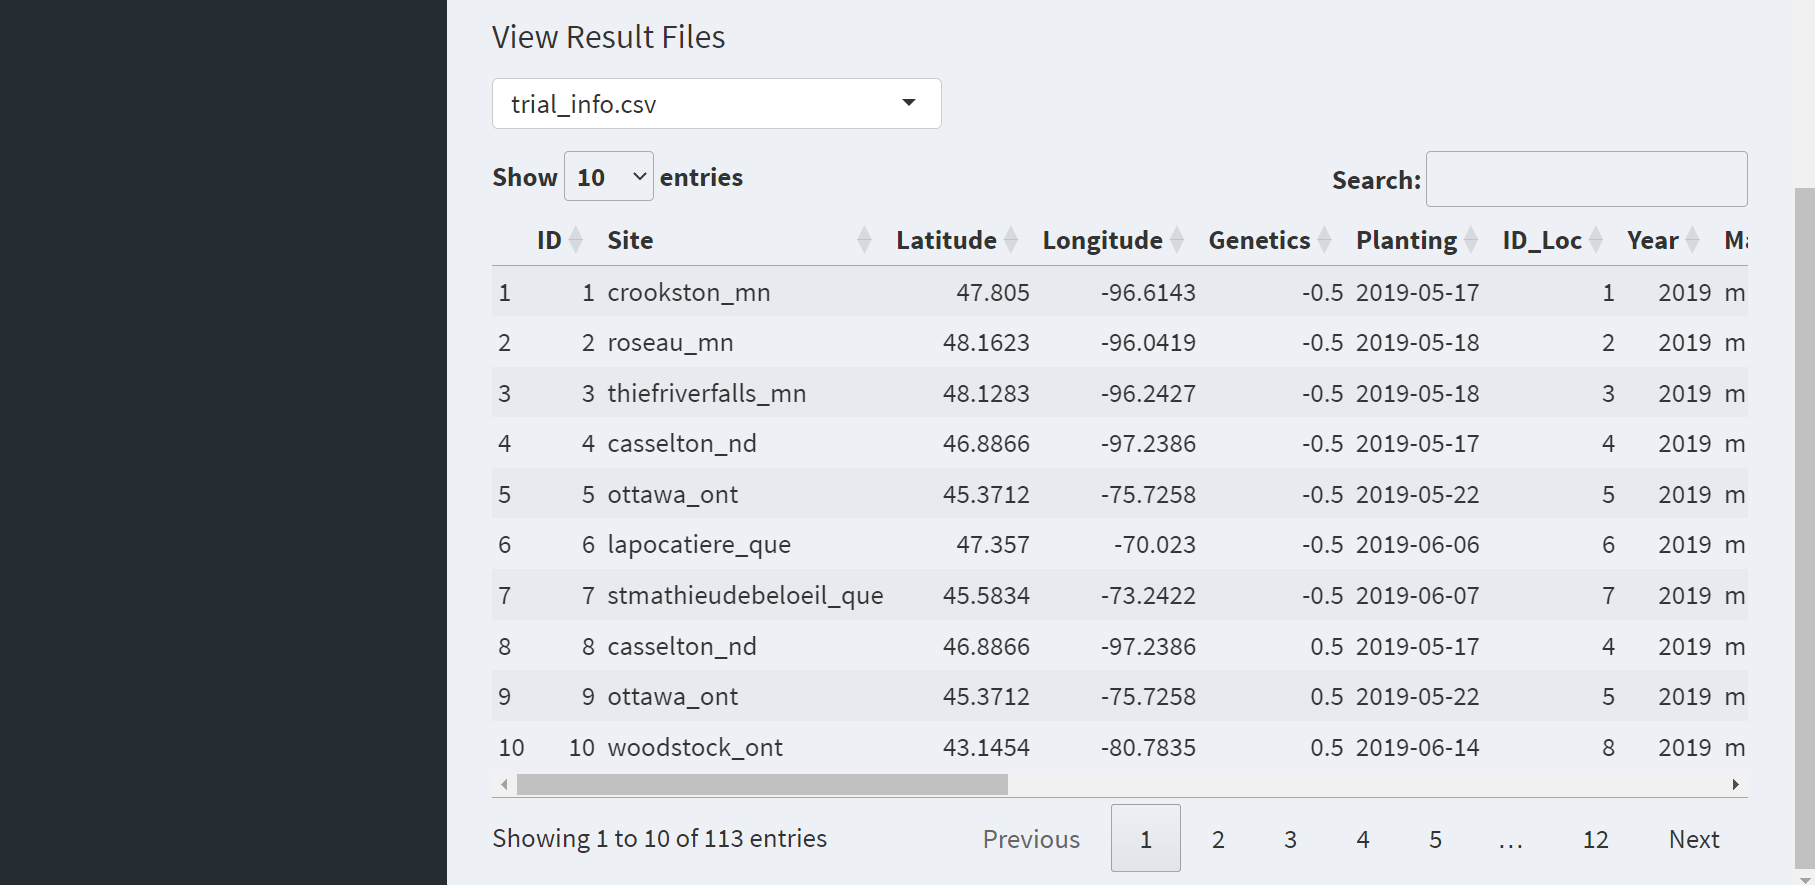 View Result Files
trial_info.csv
Show 10 entries Search:
ID Site Latitude Longitude Genetics Planting ID_Loc Year
1 1 crookston_mn 47.805 -96.6143 -0.5 2019-05-17 1 2019 m
2 2 roseau_mn 48.1623 -96.0419 -0.5 2019-05-18 2 2019 m
3 3 thiefriverfalls_mn 48.1283 -96.2427 -0.5 2019-05-18 3 2019 m
4 4 casselton_nd 46.8866 -97.2386 -0.5 2019-05-17 4 2019 m
5 5 ottawa_ont 45.3712 -75.7258 -0.5 2019-05-22 5 2019 m
6 6 lapocatiere_que 47.357 -70.023 -0.5 2019-06-06 6 2019 m
7 7 stmathieudebeloeil_que 45.5834 -73.2422 -0.5 2019-06-07 7 2019 m
8 8 casselton_nd 46.8866 -97.2386 0.5 2019-05-17 4 2019 m
9 9 ottawa_ont 45.3712 -75.7258 0.5 2019-05-22 5 2019 m
10 10 woodstock_ont 43.1454 -80.7835 0.5 2019-06-14 8 2019 m
Showing 1 to 10 of 113 entries Previous 1 2 3 4 5 … 12 Next